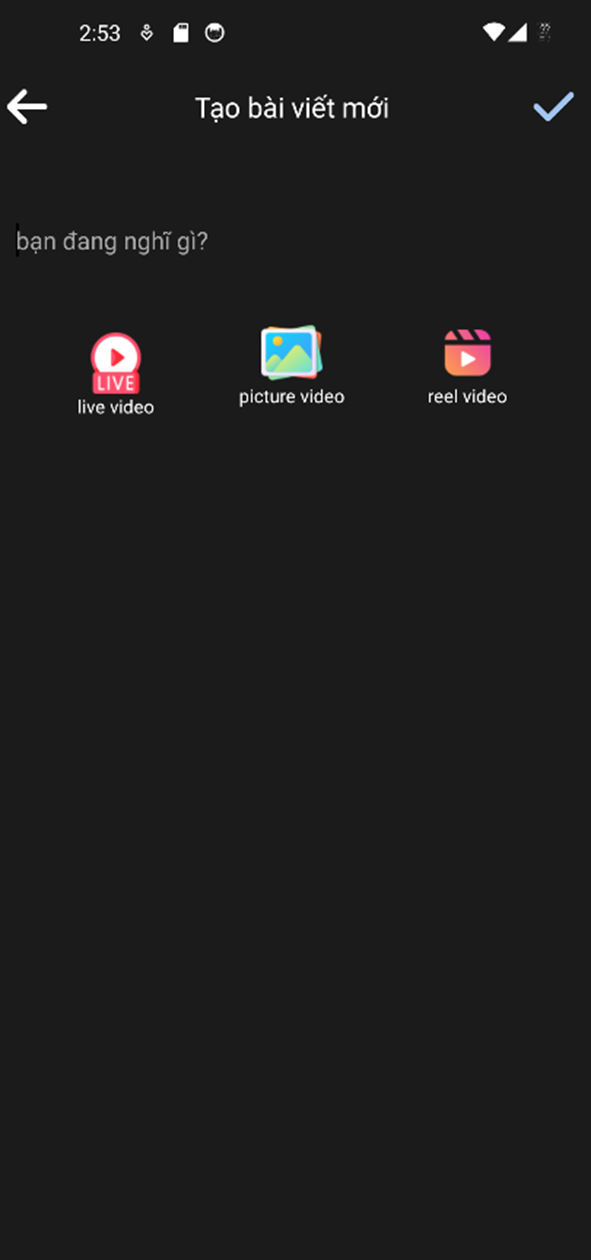 2:53
Tạo bài viết mới
bạn đang nghĩ gì?
LIVE
live video
picture video
reel video